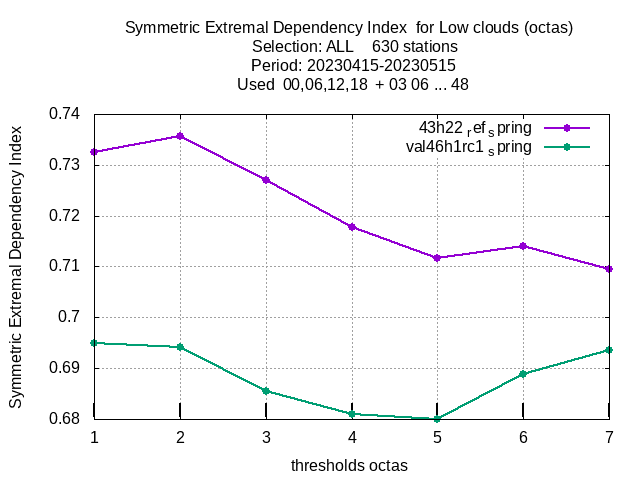 Symmetric Extremal Dependency Index  for Low clouds (octas)
Selection: ALL    630 stations
Period: 20230415-20230515
Used  00,06,12,18  + 03 06 ... 48
43h22 ref spring
val46h1rc1 spring
Symmetric Extremal Dependency Index
0.74
0.73
0.72
0.71
0.7
0.69
0.68
1 2 3 4 5 6 7
thresholds octas